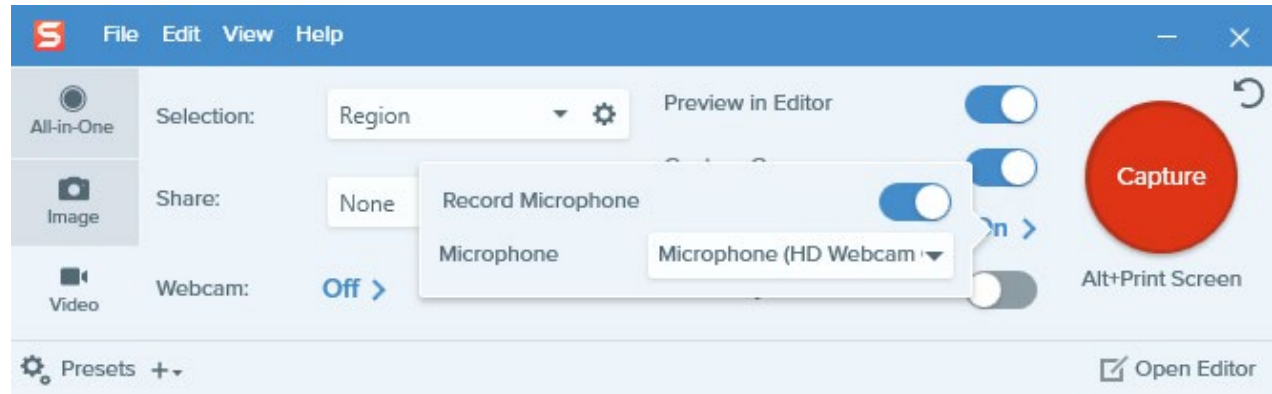 File Edit View Help
All-in-One
Selection:
Region
Preview in Editor
Capture
Image
Share:
None
Record Microphone
Microphone
Microphone (HD Webcam
On
Video
Webcam:
Off
Alt+Print Screen
Presets
Open Editor